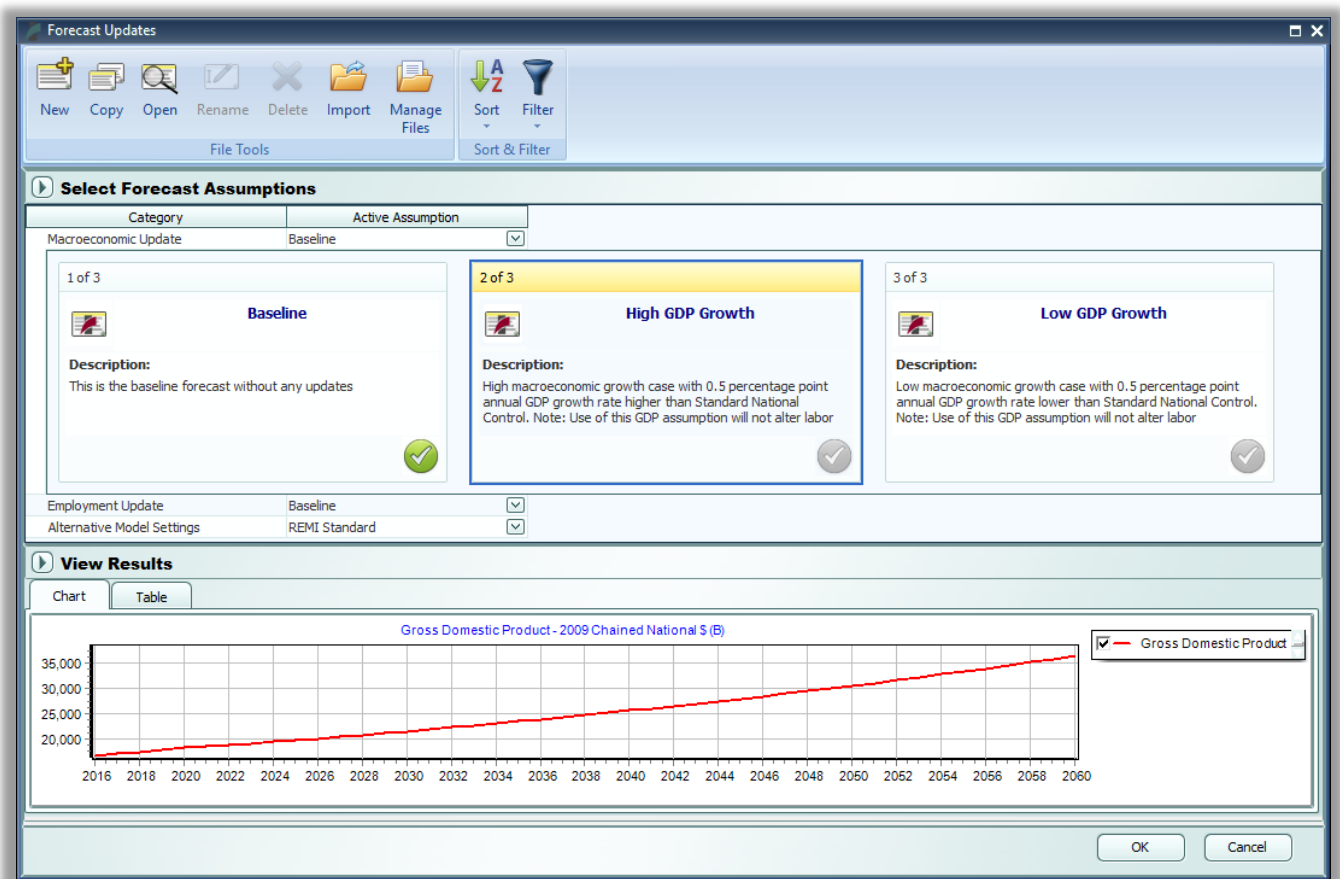 Forecast Updates
New Copy Open Rename Delete Import Manage Files Sort Filter
File Tools Sort & Filter
Select Forecast Assumptions
Category Active Assumption
Macroeconomic Update Baseline
1 of 3 2 of 3 3 of 3
Baseline High GDP Growth Low GDP Growth
Description:
This is the baseline forecast without any updates
Description:
High macroeconomic growth case with 0.5 percentage point
annual GDP growth rate higher than Standard National
Control. Note: Use of this GDP assumption will not alter labor
Description:
Low macroeconomic growth case with 0.5 percentage point
annual GDP growth rate lower than Standard National Control.
Note: Use of this GDP assumption will not alter labor
Employment Update Baseline
Alternative Model Settings REMI Standard
View Results
Chart Table
Gross Domestic Product - 2009 Chained National $ (B)
Gross Domestic Product
35,000
30,000
25,000
20,000
2016 2018 2020 2022 2024 2026 2028 2030 2032 2034 2036 2038 2040 2042 2044 2046 2048 2050 2052 2054 2056 2058 2060
OK Cancel